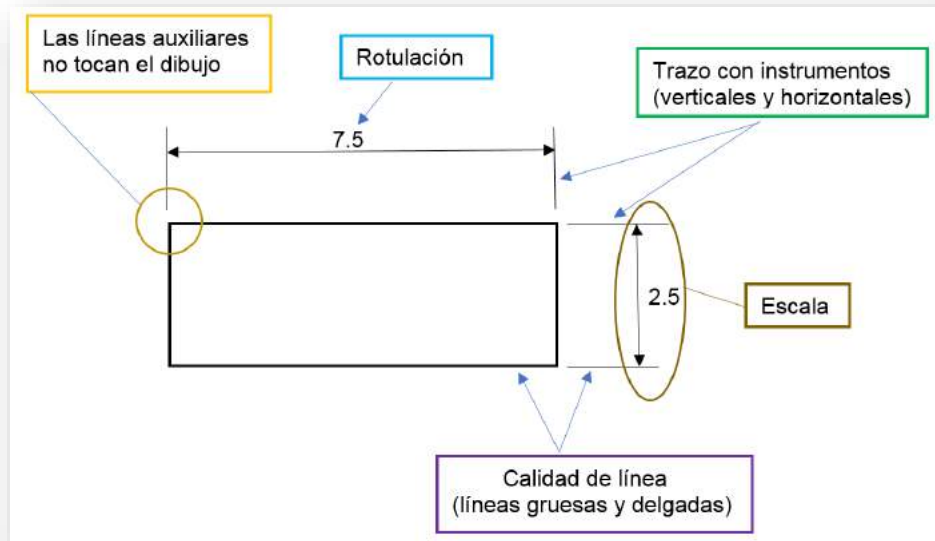 Las líneas auxiliares
no tocan el dibujo
Rotulación
Trazo con instrumentos
(verticales y horizontales)
7.5
2.5
Escala
Calidad de línea
(líneas gruesas y delgadas)